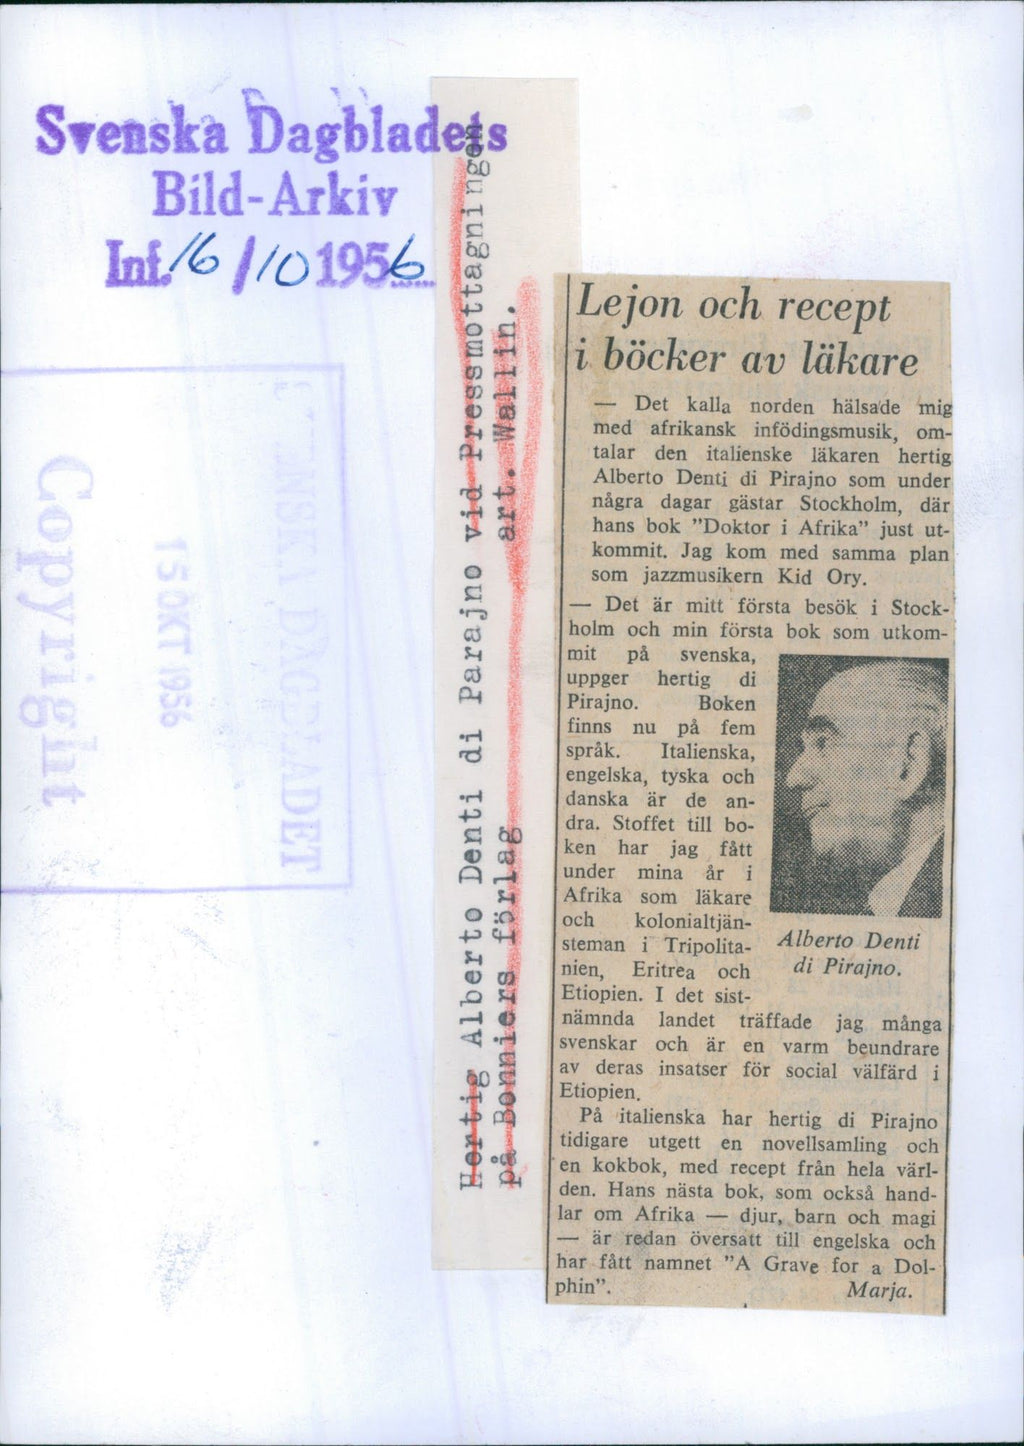 Svenska Dagbladets
Bild-Arkiv
Inf. 16/10 1956
Copyright
15 OKT 1956
SVENSKA DAGBLADET
Hertig Alberto Denti di Parajno vid Pressmottagningen
på Bonniers förlag art. Wallin.
Lejon och recept
i böcker av läkare
— Det kalla norden hälsade mig
med afrikansk infödingsmusik, om-
talar den italienske läkaren hertig
Alberto Denti di Pirajno som under
några dagar gästar Stockholm, där
hans bok ”Doktor i Afrika” just ut-
kommit. Jag kom med samma plan
som jazzmusikern Kid Ory.
— Det är mitt första besök i Stock-
holm och min första bok som utkom-
mit på svenska,
uppger hertig di
Pirajno. Boken
finns nu på fem
språk. Italienska,
engelska, tyska och
danska är de an-
dra. Stoffet till bo-
ken har jag fått
under mina år i
Afrika som läkare
och kolonialtjän-
steman i Tripolita-
nien, Eritrea och
Etiopien. I det sist-
nämnda landet träffade jag många
svenskar och är en varm beundrare
av deras insatser för social välfärd i
Etiopien.
Alberto Denti
di Pirajno.
På italienska har hertig di Pirajno
tidigare utgett en novellsamling och
en kokbok, med recept från hela värl-
den. Hans nästa bok, som också hand-
lar om Afrika — djur, barn och magi
— är redan översatt till engelska och
har fått namnet ”A Grave for a Dol-
phin”. Marja.